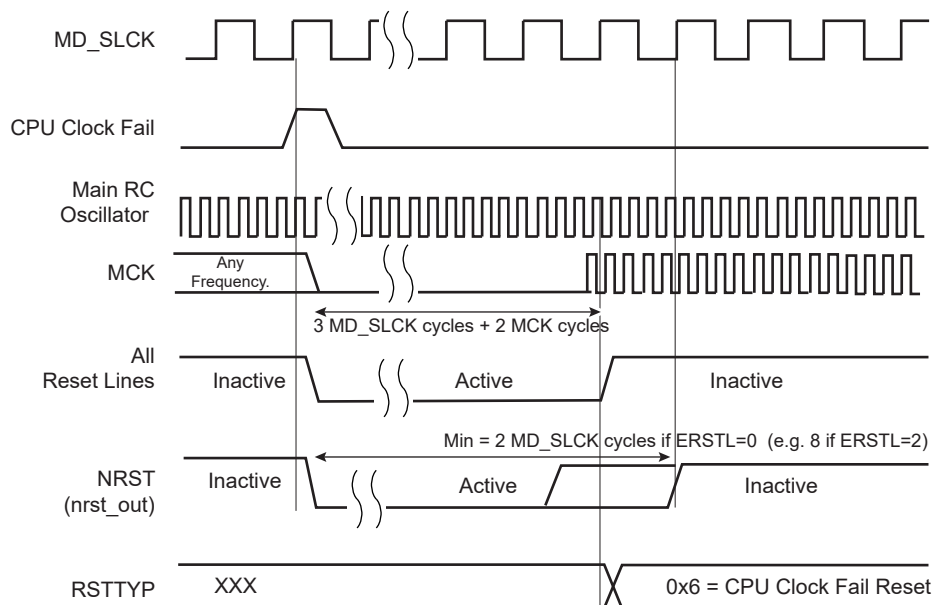 MD_SLCK
CPU Clock Fail
Main RC
Oscillator
MCK
Any
Frequency.
3 MD_SLCK cycles + 2 MCK cycles
All
Reset Lines
Inactive
Active
Inactive
Min = 2 MD_SLCK cycles if ERSTL=0 (e.g. 8 if ERSTL=2)
NRST
(nrst_out)
Inactive
Active
Inactive
RSTTYP
XXX
0x6 = CPU Clock Fail Reset